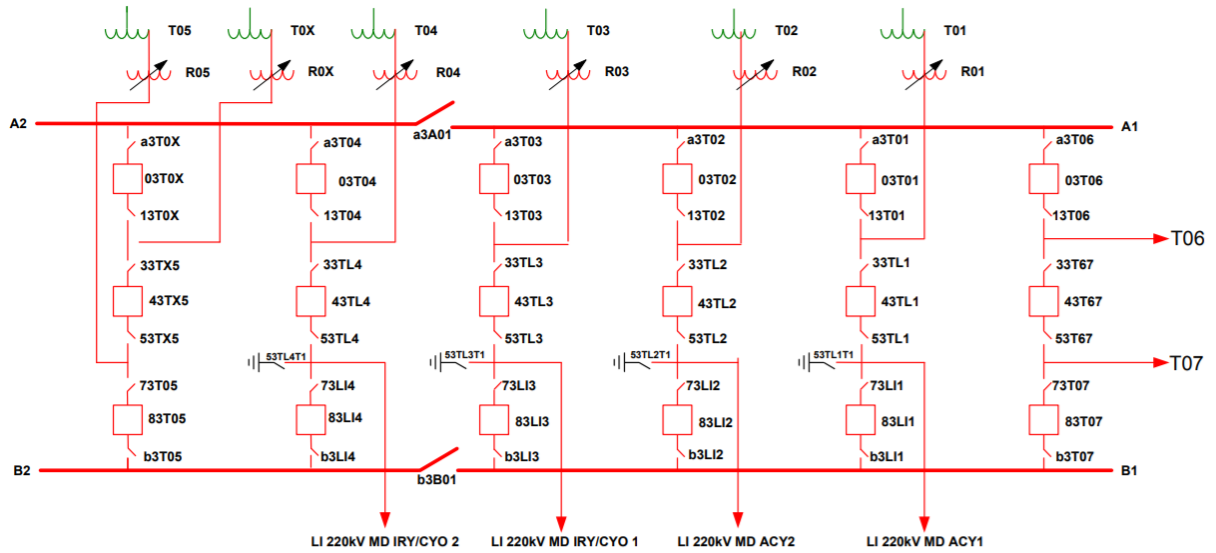 T05 T0X T04 T03 T02 T01
R05 R0X R04 R03 R02 R01
A2 a3A01 A1
a3T0X a3T04 a3T03 a3T02 a3T01 a3T06
03T0X 03T04 03T03 03T02 03T01 03T06
13T0X 13T04 13T03 13T02 13T01 13T06
T06
33TX5 33TL4 33TL3 33TL2 33TL1 33T67
43TX5 43TL4 43TL3 43TL2 43TL1 43T67
53TX5 53TL4 53TL3 53TL2 53TL1 53T67
53TL4T1 53TL3T1 53TL2T1 53TL1T1 T07
73T05 73LI4 73LI3 73LI2 73LI1 73T07
83T05 83LI4 83LI3 83LI2 83LI1 83T07
b3T05 b3LI4 b3LI3 b3LI2 b3LI1 b3T07
B2 b3B01 B1
LI 220kV MD IRY/CYO 2 LI 220kV MD IRY/CYO 1 LI 220kV MD ACY2 LI 220kV MD ACY1